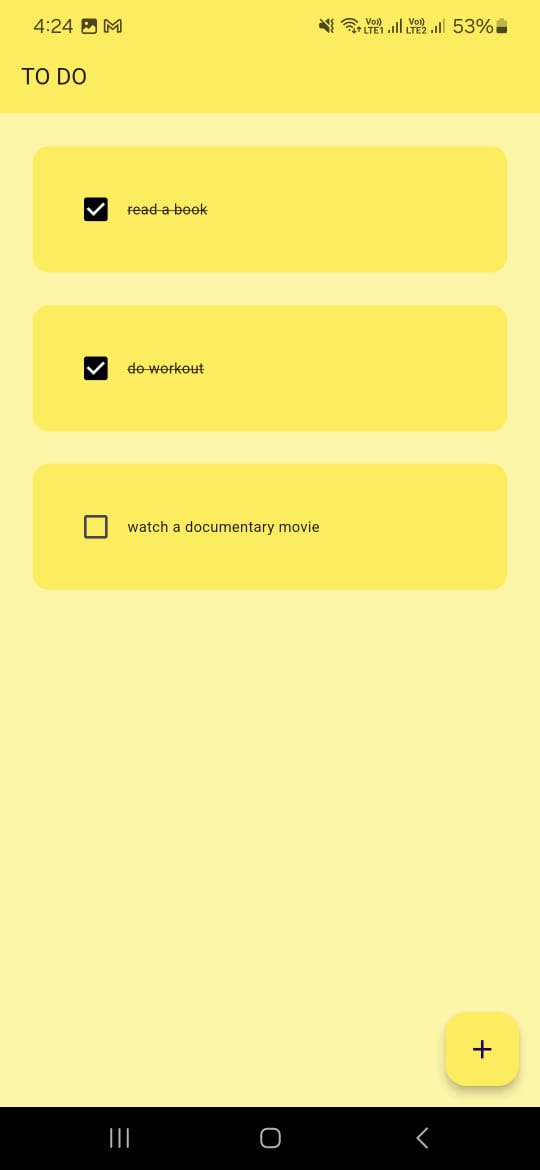 4:24 Vo)) LTE1 Vo)) LTE2 53%
TO DO
read a book
do workout
watch a documentary movie